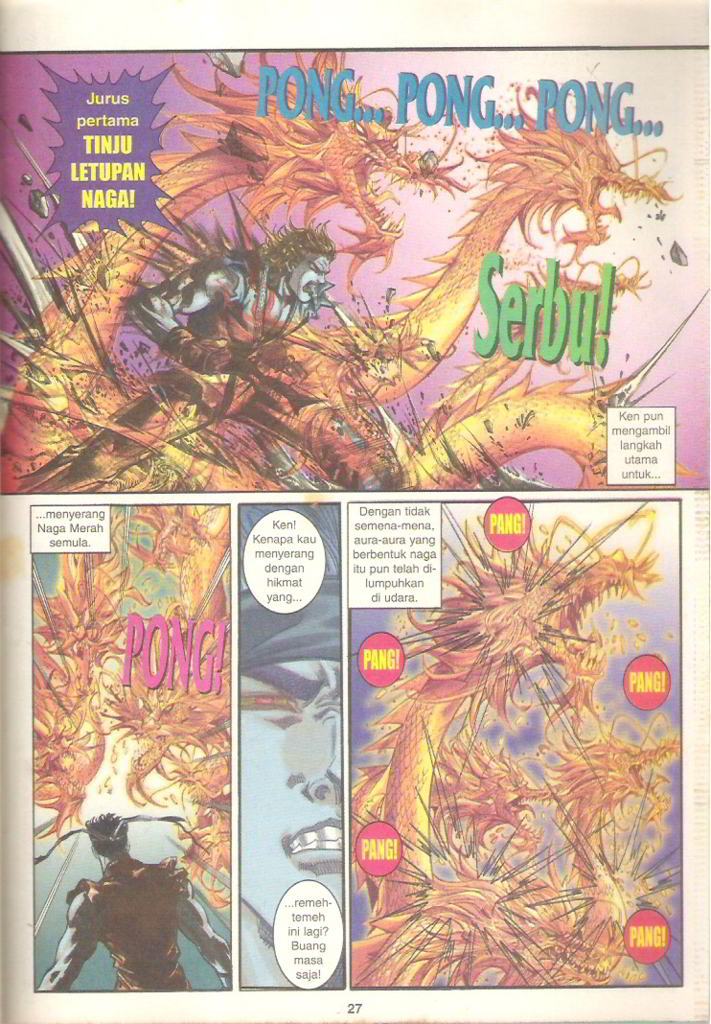 Jurus
pertama
TINJU
LETUPAN
NAGA!
PONG... PONG... PONG...
Serbu!
Ken pun
mengambil
langkah
utama
untuk...
...menyerang
Naga Merah
semula.
PONG!
Ken!
Kenapa kau
menyerang
dengan
hikmat
yang...
...remeh-
temeh
ini lagi?
Buang
masa
saja!
Dengan tidak
semena-mena,
aura-aura yang
berbentuk naga
itu pun telah di-
lumpuhkan
di udara.
PANG!
PANG!
PANG!
PANG!
PANG!
27